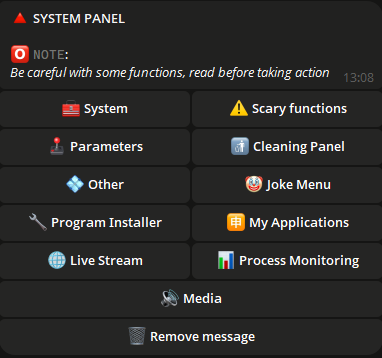 🔺 SYSTEM PANEL
🅾️ NOTE:
Be careful with some functions, read before taking action 13:08
🧰 System
⚠️ Scary functions
🕹️ Parameters
🚮 Cleaning Panel
💠 Other
🤡 Joke Menu
🔧 Program Installer
🈸 My Applications
🌐 Live Stream
📊 Process Monitoring
🔊 Media
🗑️ Remove message